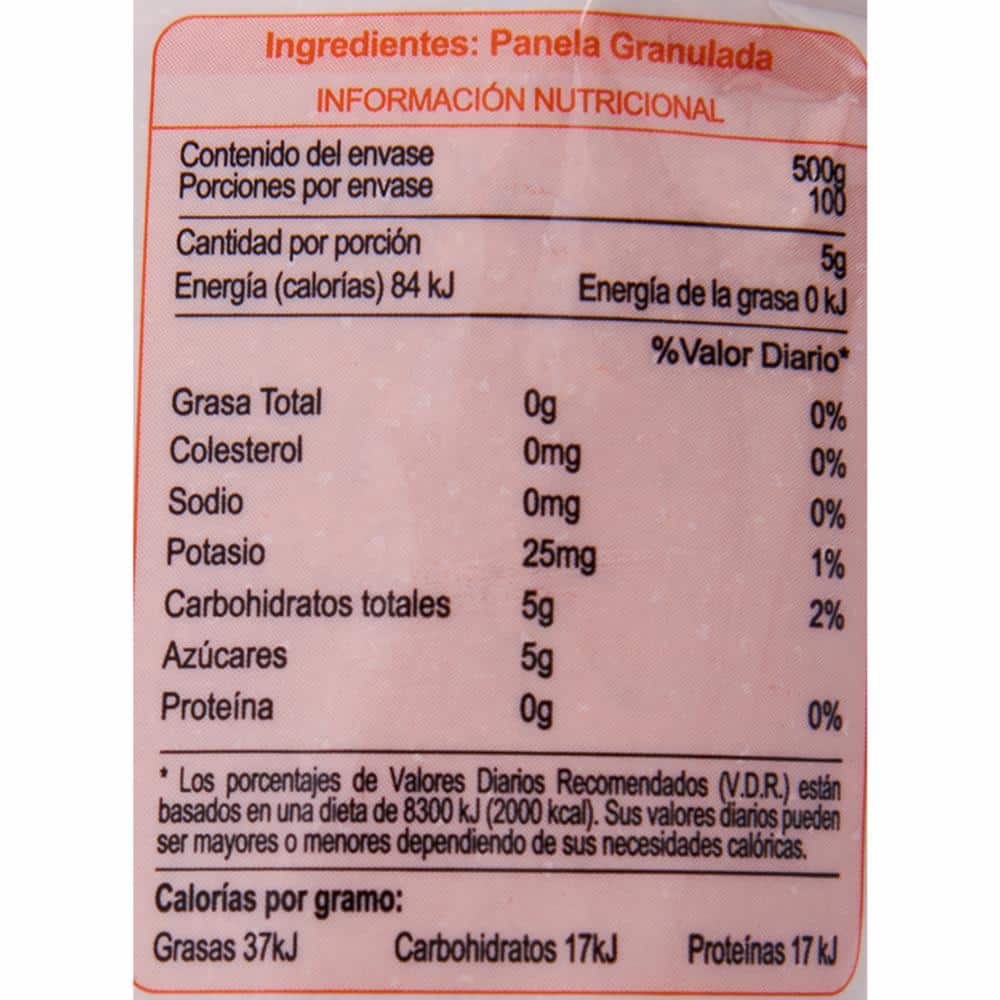 Ingredientes: Panela Granulada
INFORMACIÓN NUTRICIONAL
Contenido del envase 500g
Porciones por envase 100
Cantidad por porción 5g
Energía (calorías) 84 kJ Energía de la grasa 0 kJ
%Valor Diario*
Grasa Total 0g 0%
Colesterol 0mg 0%
Sodio 0mg 0%
Potasio 25mg 1%
Carbohidratos totales 5g 2%
Azúcares 5g
Proteína 0g 0%
* Los porcentajes de Valores Diarios Recomendados (V.D.R.) están
basados en una dieta de 8300 kJ (2000 kcal). Sus valores diarios pueden
ser mayores o menores dependiendo de sus necesidades calóricas.
Calorías por gramo:
Grasas 37kJ Carbohidratos 17kJ Proteínas 17 kJ